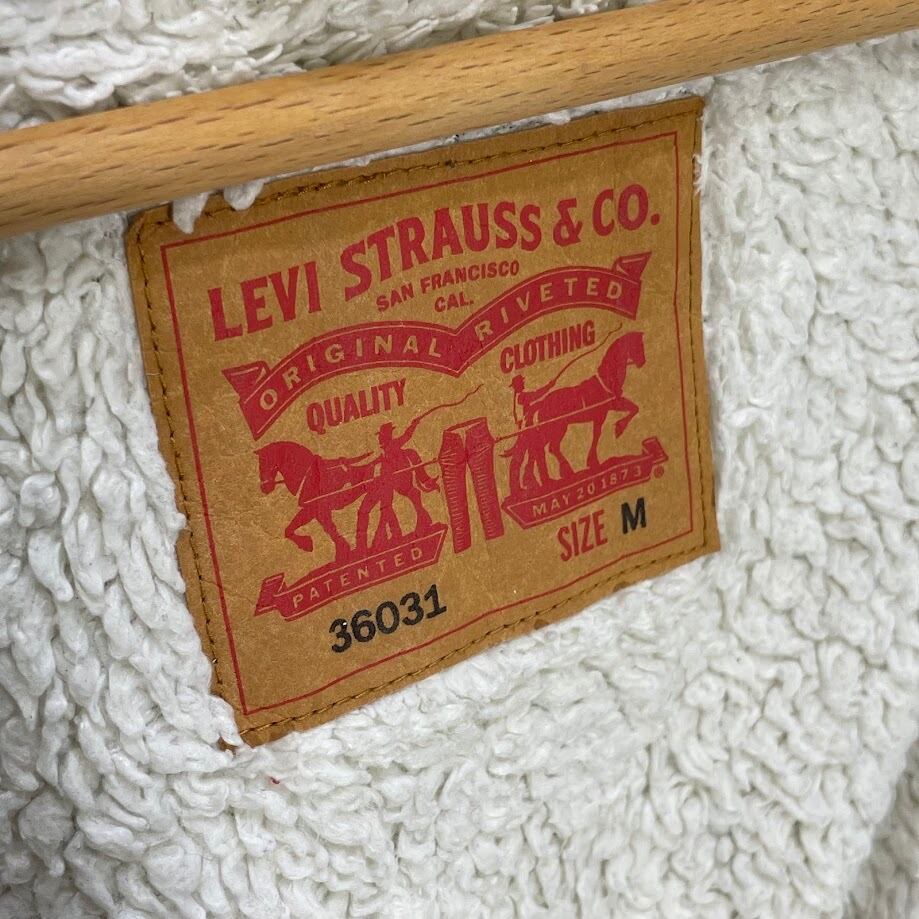 LEVI STRAUSS & CO.
SAN FRANCISCO
CAL.
ORIGINAL RIVETED
QUALITY CLOTHING
PATENTED
MAY 20 1873 ®
SIZE M
36031